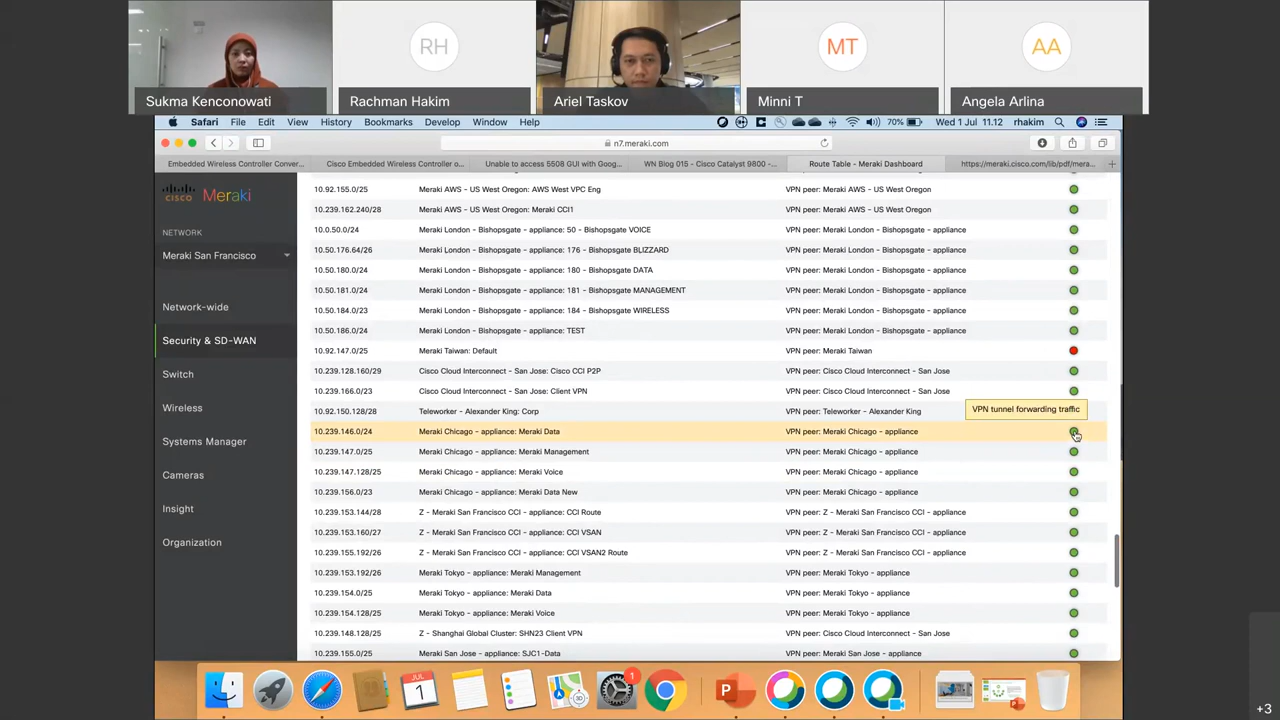 Sukma Kenconowati
RH
Rachman Hakim
Ariel Taskov
MT
Minni T
AA
Angela Arlina
Safari File Edit View History Bookmarks Develop Window Help 70% Wed 1 Jul 11.12 rhakim
n7.meraki.com
Embedded Wireless Controller Conver... Cisco Embedded Wireless Controller o... Unable to access 5508 GUI with Goog... WN Blog 015 - Cisco Catalyst 9800 -... Route Table - Meraki Dashboard https://meraki.cisco.com/lib/pdf/mera...
CISCO Meraki
NETWORK
Meraki San Francisco
Network-wide
Security & SD-WAN
Switch
Wireless
Systems Manager
Cameras
Insight
Organization
10.92.155.0/25 Meraki AWS - US West Oregon: AWS West VPC Eng VPN peer: Meraki AWS - US West Oregon
10.239.162.240/28 Meraki AWS - US West Oregon: Meraki CCI1 VPN peer: Meraki AWS - US West Oregon
10.0.50.0/24 Meraki London - Bishopsgate - appliance: 50 - Bishopsgate VOICE VPN peer: Meraki London - Bishopsgate - appliance
10.50.176.64/26 Meraki London - Bishopsgate - appliance: 176 - Bishopsgate BLIZZARD VPN peer: Meraki London - Bishopsgate - appliance
10.50.180.0/24 Meraki London - Bishopsgate - appliance: 180 - Bishopsgate DATA VPN peer: Meraki London - Bishopsgate - appliance
10.50.181.0/24 Meraki London - Bishopsgate - appliance: 181 - Bishopsgate MANAGEMENT VPN peer: Meraki London - Bishopsgate - appliance
10.50.184.0/23 Meraki London - Bishopsgate - appliance: 184 - Bishopsgate WIRELESS VPN peer: Meraki London - Bishopsgate - appliance
10.50.186.0/24 Meraki London - Bishopsgate - appliance: TEST VPN peer: Meraki London - Bishopsgate - appliance
10.92.147.0/25 Meraki Taiwan: Default VPN peer: Meraki Taiwan
10.239.128.160/29 Cisco Cloud Interconnect - San Jose: Cisco CCI P2P VPN peer: Cisco Cloud Interconnect - San Jose
10.239.166.0/23 Cisco Cloud Interconnect - San Jose: Client VPN VPN peer: Cisco Cloud Interconnect - San Jose
10.92.150.128/28 Teleworker - Alexander King: Corp VPN peer: Teleworker - Alexander King
VPN tunnel forwarding traffic
10.239.146.0/24 Meraki Chicago - appliance: Meraki Data VPN peer: Meraki Chicago - appliance
10.239.147.0/25 Meraki Chicago - appliance: Meraki Management VPN peer: Meraki Chicago - appliance
10.239.147.128/25 Meraki Chicago - appliance: Meraki Voice VPN peer: Meraki Chicago - appliance
10.239.156.0/23 Meraki Chicago - appliance: Meraki Data New VPN peer: Meraki Chicago - appliance
10.239.153.144/28 Z - Meraki San Francisco CCI - appliance: CCI Route VPN peer: Z - Meraki San Francisco CCI - appliance
10.239.153.160/27 Z - Meraki San Francisco CCI - appliance: CCI VSAN VPN peer: Z - Meraki San Francisco CCI - appliance
10.239.155.192/26 Z - Meraki San Francisco CCI - appliance: CCI VSAN2 Route VPN peer: Z - Meraki San Francisco CCI - appliance
10.239.153.192/26 Meraki Tokyo - appliance: Meraki Management VPN peer: Meraki Tokyo - appliance
10.239.154.0/25 Meraki Tokyo - appliance: Meraki Data VPN peer: Meraki Tokyo - appliance
10.239.154.128/25 Meraki Tokyo - appliance: Meraki Voice VPN peer: Meraki Tokyo - appliance
10.239.148.128/25 Z - Shanghai Global Cluster: SHN23 Client VPN VPN peer: Cisco Cloud Interconnect - San Jose
10.239.155.0/25 Meraki San Jose - appliance: SJC1-Data VPN peer: Meraki San Jose - appliance
JUL
1
1
+3